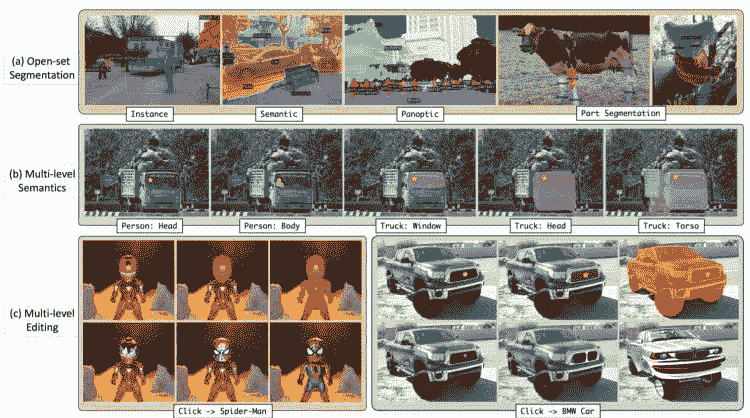 (a) Open-set
Segmentation
Instance
Semantic
Panoptic
Part Segmentation
(b) Multi-level
Semantics
Person: Head
Person: Body
Truck: Window
Truck: Head
Truck: Torso
(c) Multi-level
Editing
Click -> Spider-Man
Click -> BMW Car